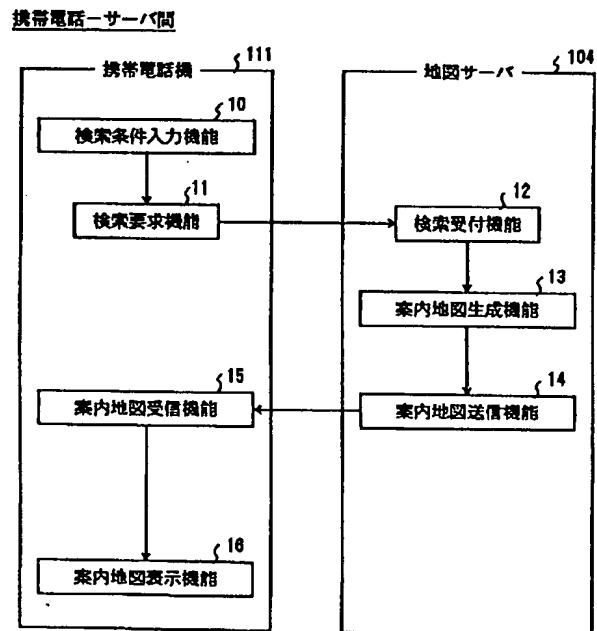 携帯電話ーサーバ間
携帯電話機 111
地図サーバ 104
10
検索条件入力機能
11
検索要求機能
12
検索受付機能
13
案内地図生成機能
14
案内地図送信機能
15
案内地図受信機能
16
案内地図表示機能